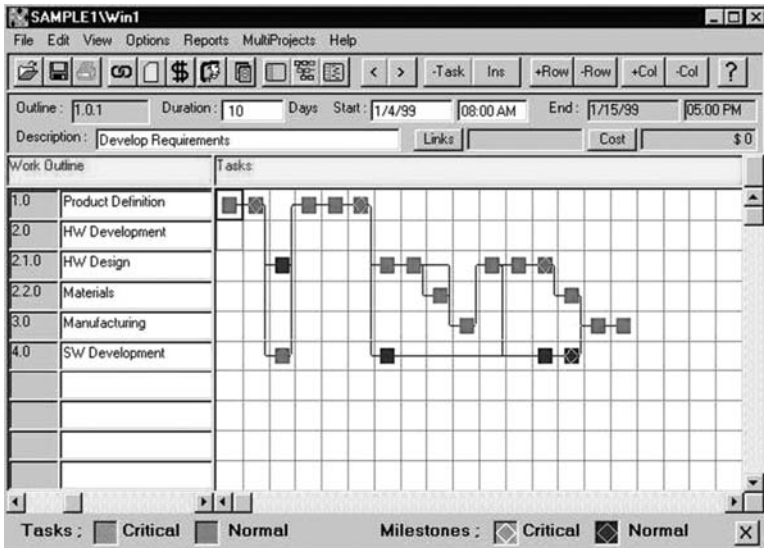 SAMPLE1\Win1
File Edit View Options Reports MultiProjects Help
< > -Task Ins +Row -Row +Col -Col ?
Outline : 1.0.1 Duration : 10 Days Start : 1/4/99 08:00 AM End : 1/15/99 05:00 PM
Description : Develop Requirements Links Cost $ 0
Work Outline Tasks:
1.0 Product Definition
2.0 HW Development
2.1.0 HW Design
2.2.0 Materials
3.0 Manufacturing
4.0 SW Development
Tasks : Critical Normal Milestones : Critical Normal X